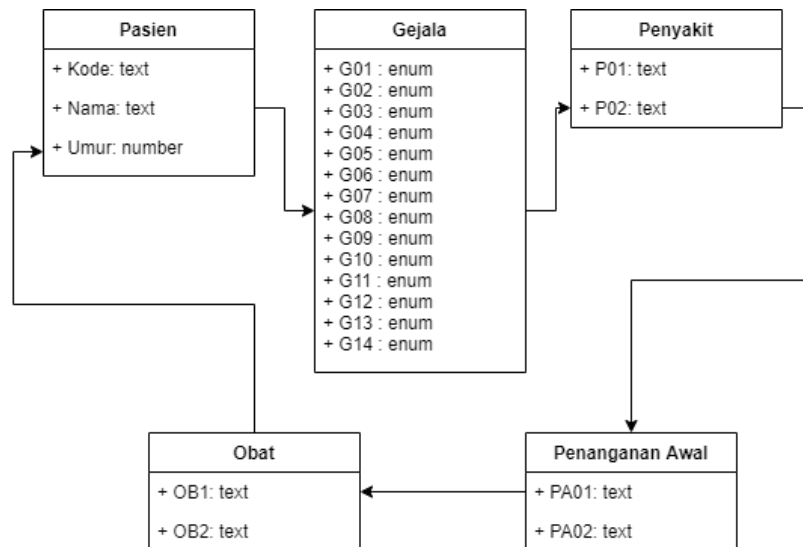 Pasien
+ Kode: text
+ Nama: text
+ Umur: number
Gejala
+ G01 : enum
+ G02 : enum
+ G03 : enum
+ G04 : enum
+ G05 : enum
+ G06 : enum
+ G07 : enum
+ G08 : enum
+ G09 : enum
+ G10 : enum
+ G11 : enum
+ G12 : enum
+ G13 : enum
+ G14 : enum
Penyakit
+ P01: text
+ P02: text
Obat
+ OB1: text
+ OB2: text
Penanganan Awal
+ PA01: text
+ PA02: text